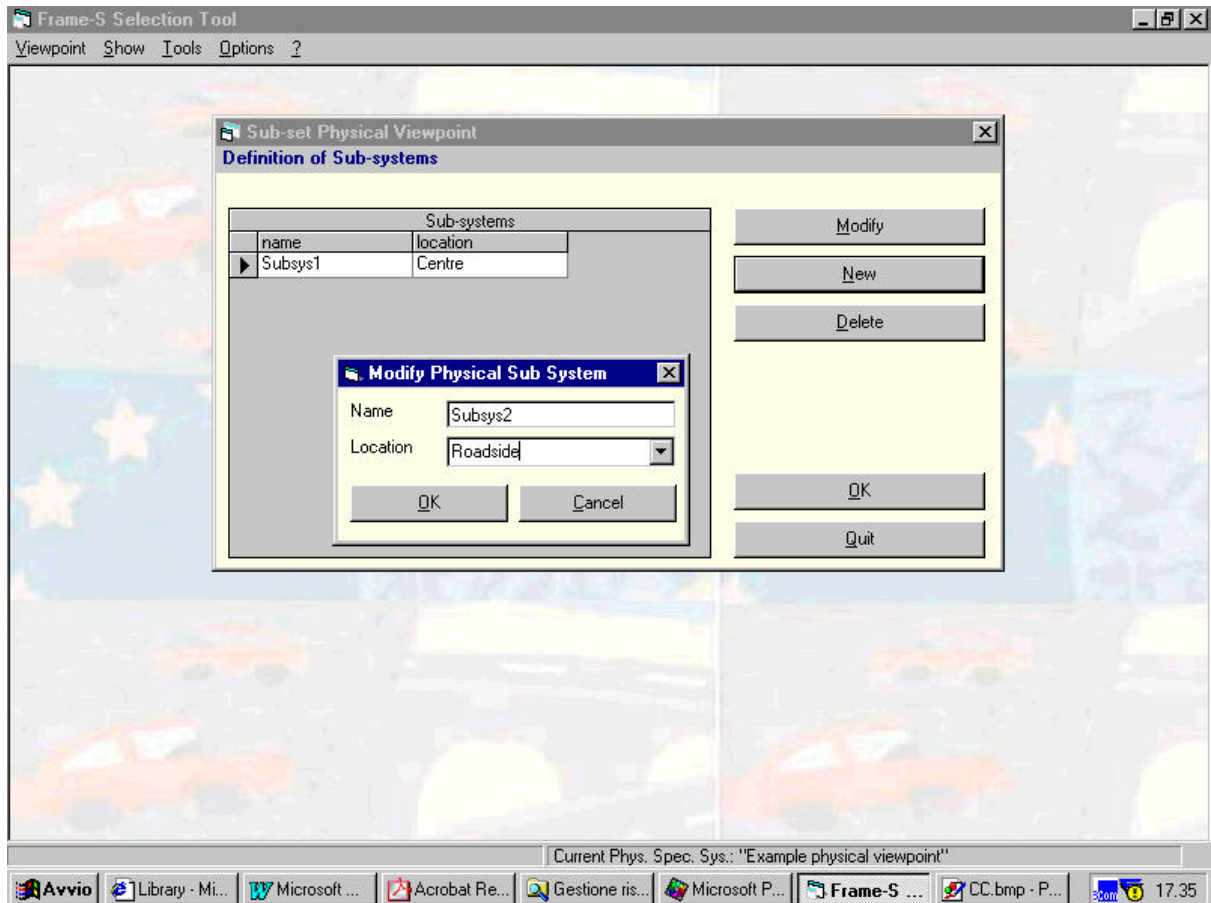 Frame-S Selection Tool
Viewpoint Show Tools Options ?
Sub-set Physical Viewpoint
Definition of Sub-systems
Sub-systems
name location
Subsys1 Centre
Modify
New
Delete
Modify Physical Sub System
Name Subsys2
Location Roadside
OK Cancel
OK
Quit
Current Phys. Spec. Sys.: "Example physical viewpoint"
Avvio Library - Mi... Microsoft ... Acrobat Re... Gestione ris... Microsoft P... Frame-S ... CC.bmp - P... 3Com 17.35